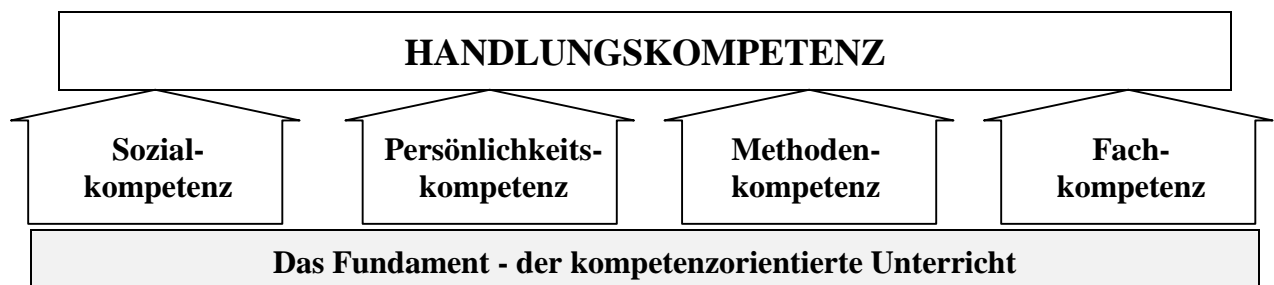 HANDLUNGSKOMPETENZ
Sozial-
kompetenz
Persönlichkeits-
kompetenz
Methoden-
kompetenz
Fach-
kompetenz
Das Fundament - der kompetenzorientierte Unterricht